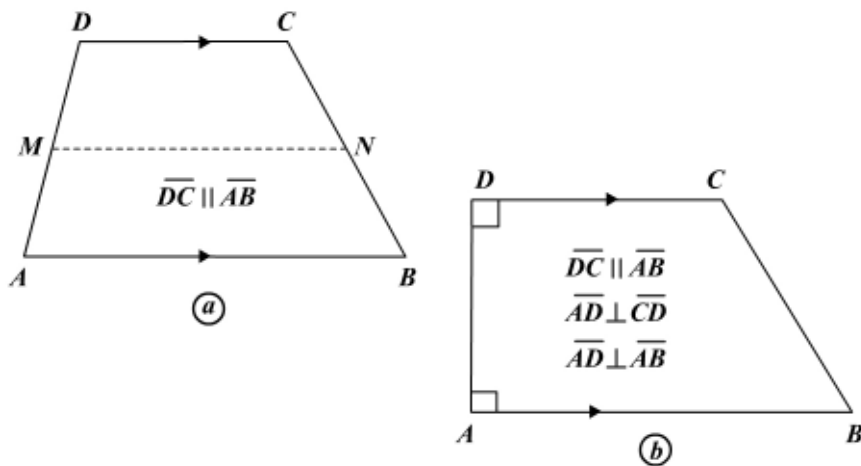 D C
M N
DC || AB
A B
a
D C
DC || AB
AD ⊥ CD
AD ⊥ AB
A B
b